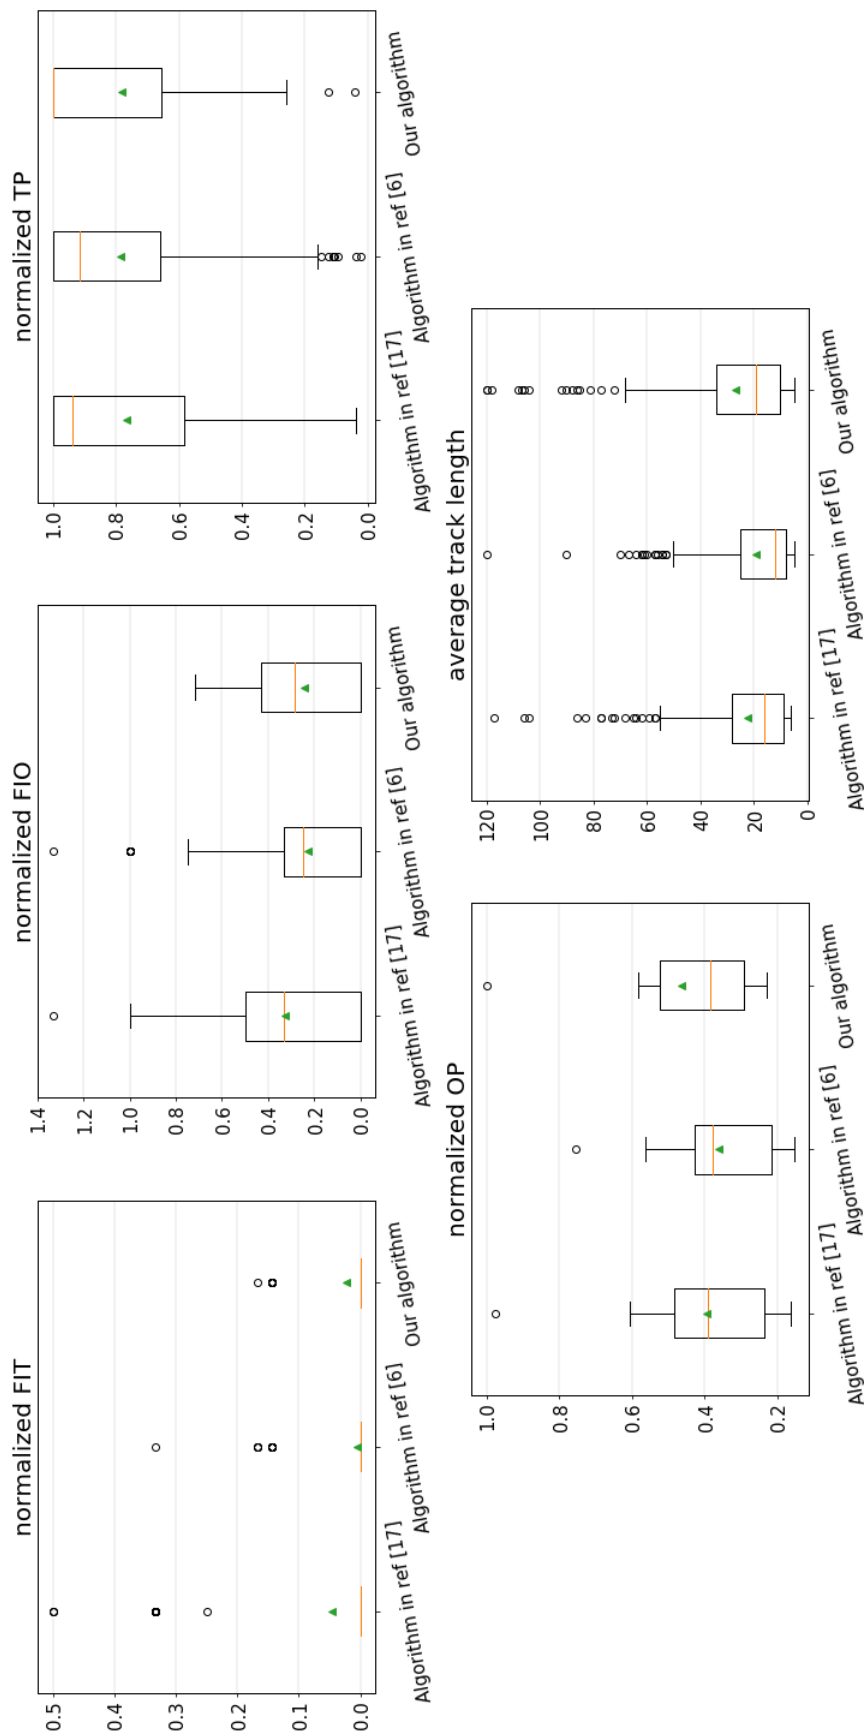 normalized FIT
0.5
0.4
0.3
0.2
0.1
0.0
Algorithm in ref [17]
Algorithm in ref [6]
Our algorithm
normalized FIO
1.4
1.2
1.0
0.8
0.6
0.4
0.2
0.0
Algorithm in ref [17]
Algorithm in ref [6]
Our algorithm
normalized TP
1.0
0.8
0.6
0.4
0.2
0.0
Algorithm in ref [17]
Algorithm in ref [6]
Our algorithm
normalized OP
1.0
0.8
0.6
0.4
0.2
Algorithm in ref [17]
Algorithm in ref [6]
Our algorithm
average track length
120
100
80
60
40
20
0
Algorithm in ref [17]
Algorithm in ref [6]
Our algorithm